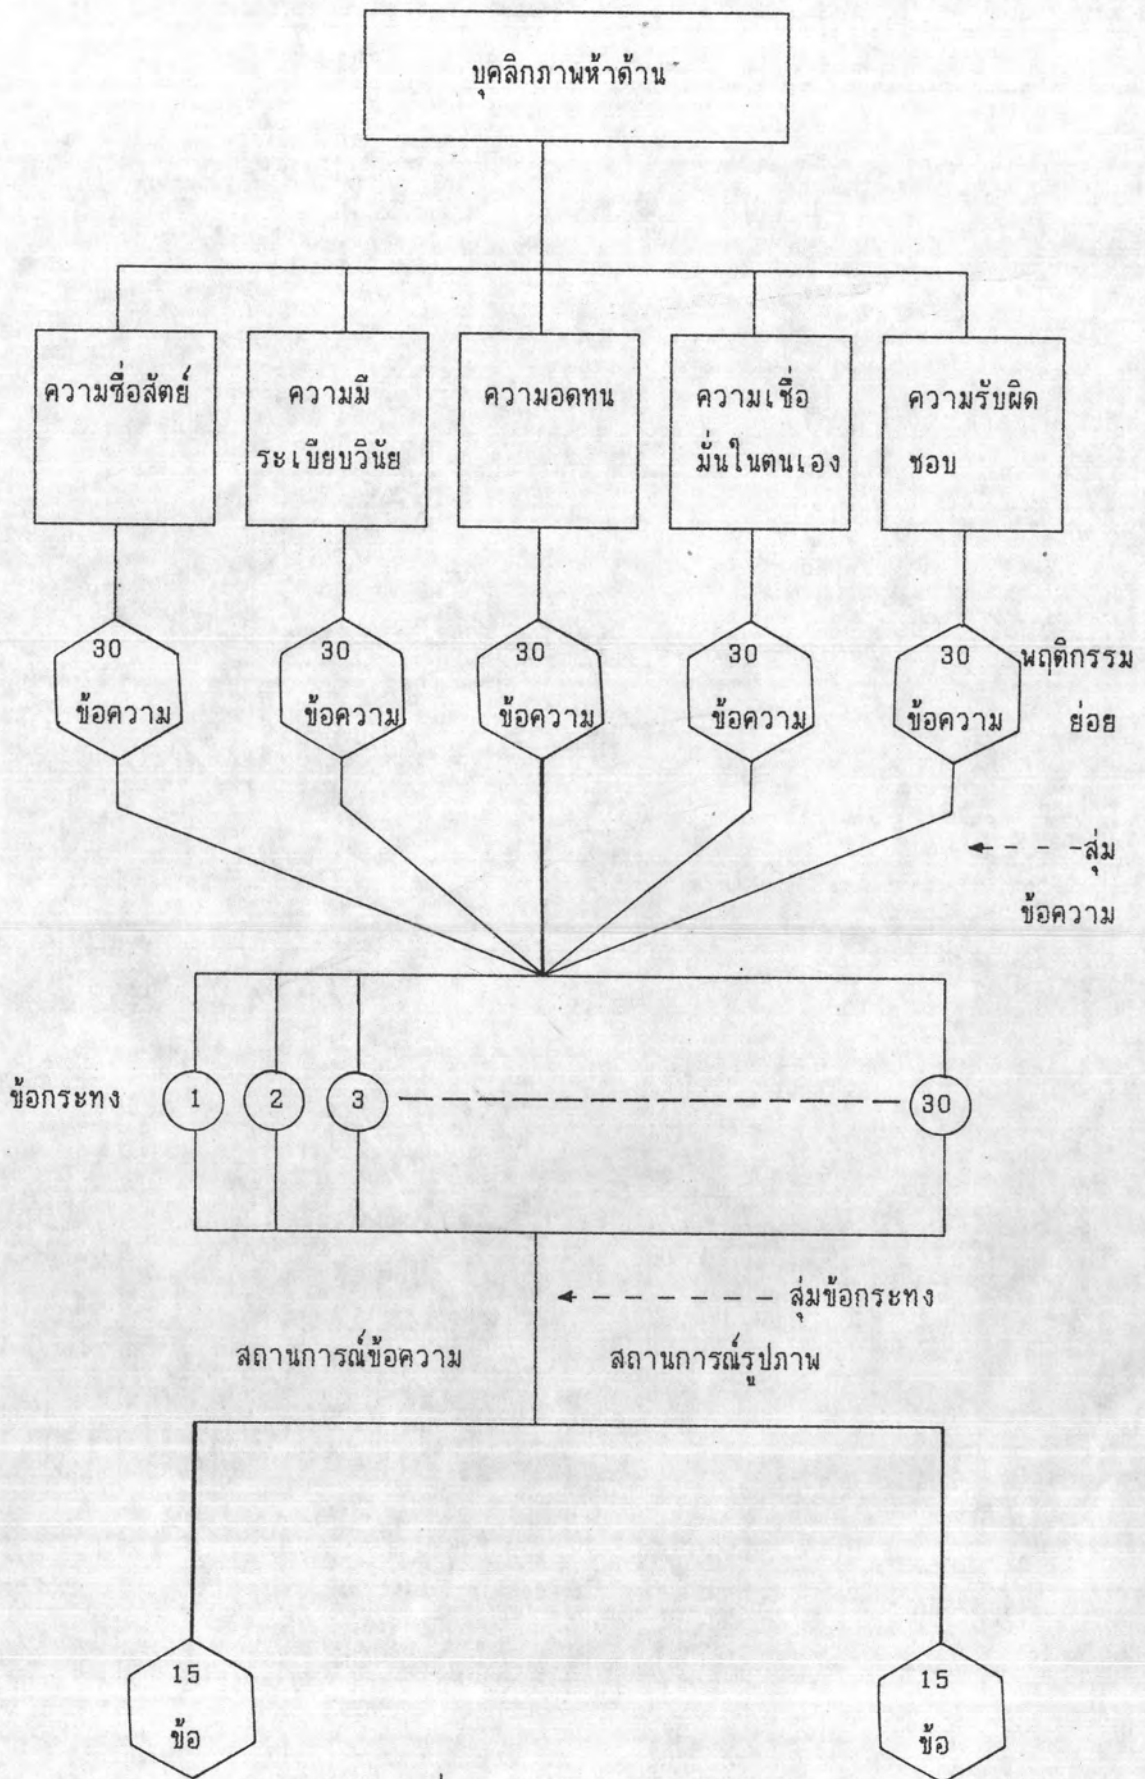 บุคลิกภาพห้าด้าน
ความซื่อสัตย์
ความมี
ระเบียบวินัย
ความอดทน
ความเชื่อ
มั่นในตนเอง
ความรับผิด
ชอบ
30
ข้อความ
30
ข้อความ
30
ข้อความ
30
ข้อความ
30
ข้อความ
พฤติกรรม
ย่อย
สุ่ม
ข้อความ
ข้อกระทง 1 2 3 30
สุ่มข้อกระทง
สถานการณ์ข้อความ สถานการณ์รูปภาพ
15
ข้อ
15
ข้อ